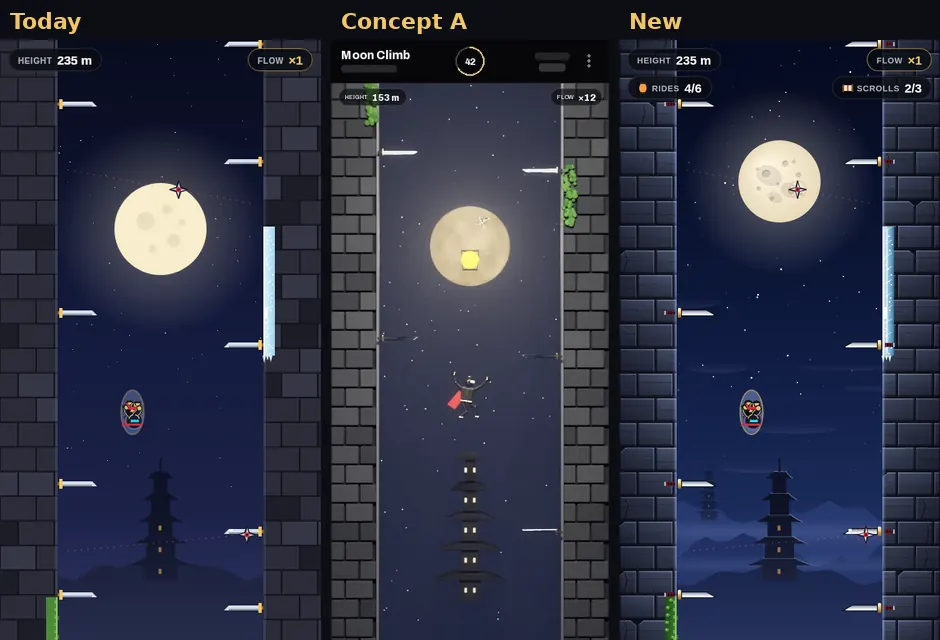 Today
HEIGHT 235 m
FLOW ×1
Concept A
Moon Climb
42
HEIGHT 153 m
FLOW ×12
New
HEIGHT 235 m
FLOW ×1
RIDES 4/6
SCROLLS 2/3